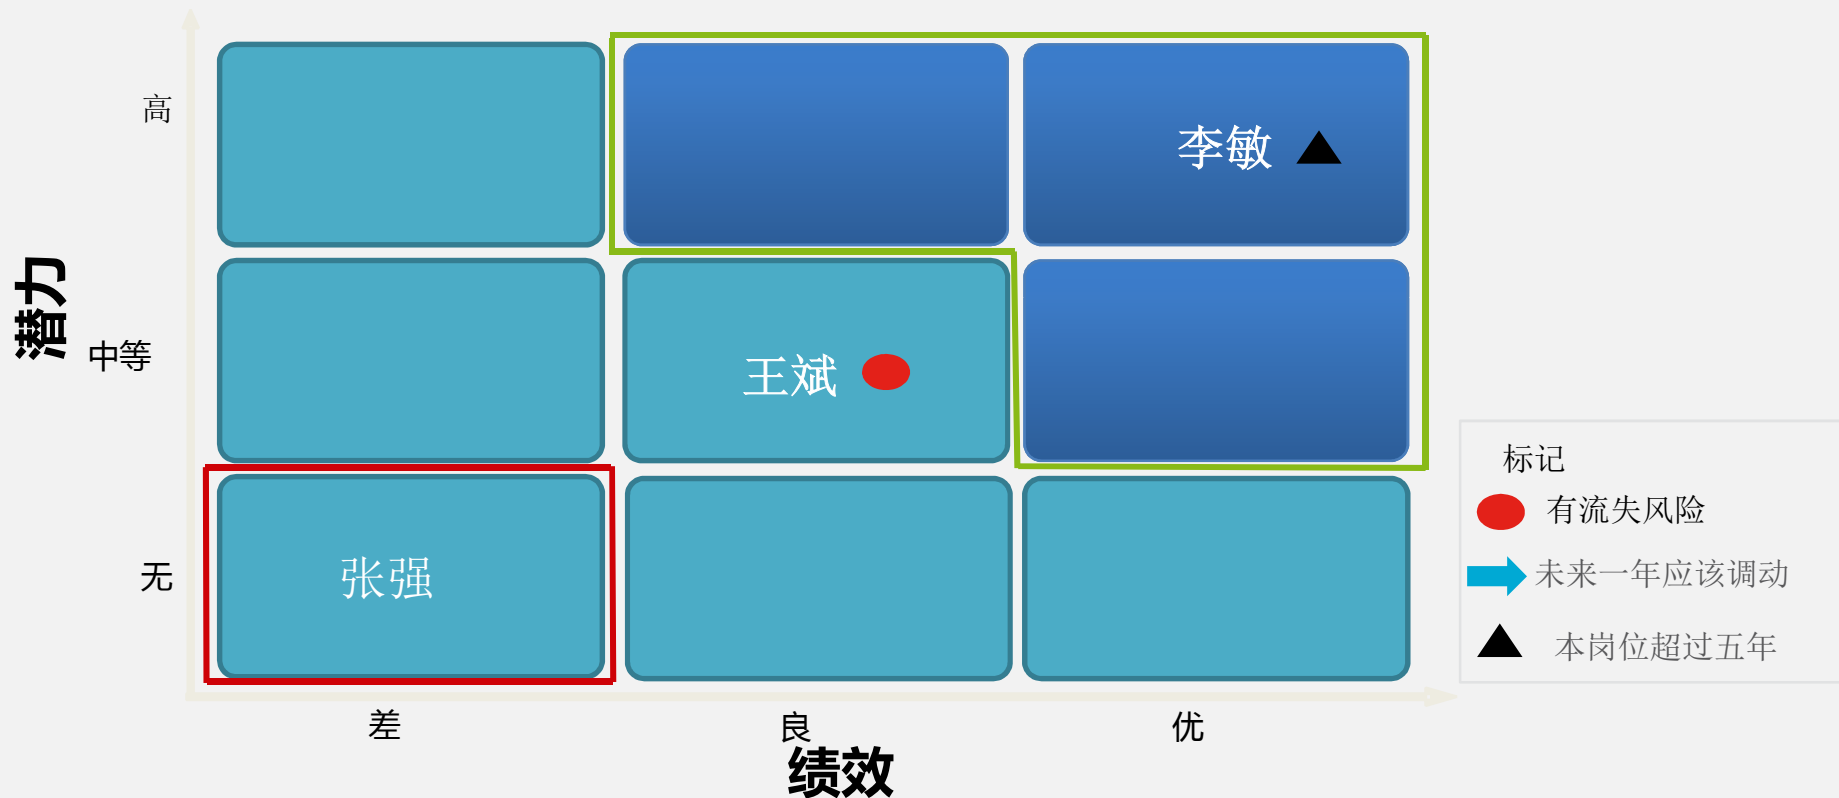 高
李敏
潜力
中等
王斌
标记
有流失风险
未来一年应该调动
无
张强
本岗位超过五年
差
良
优
绩效